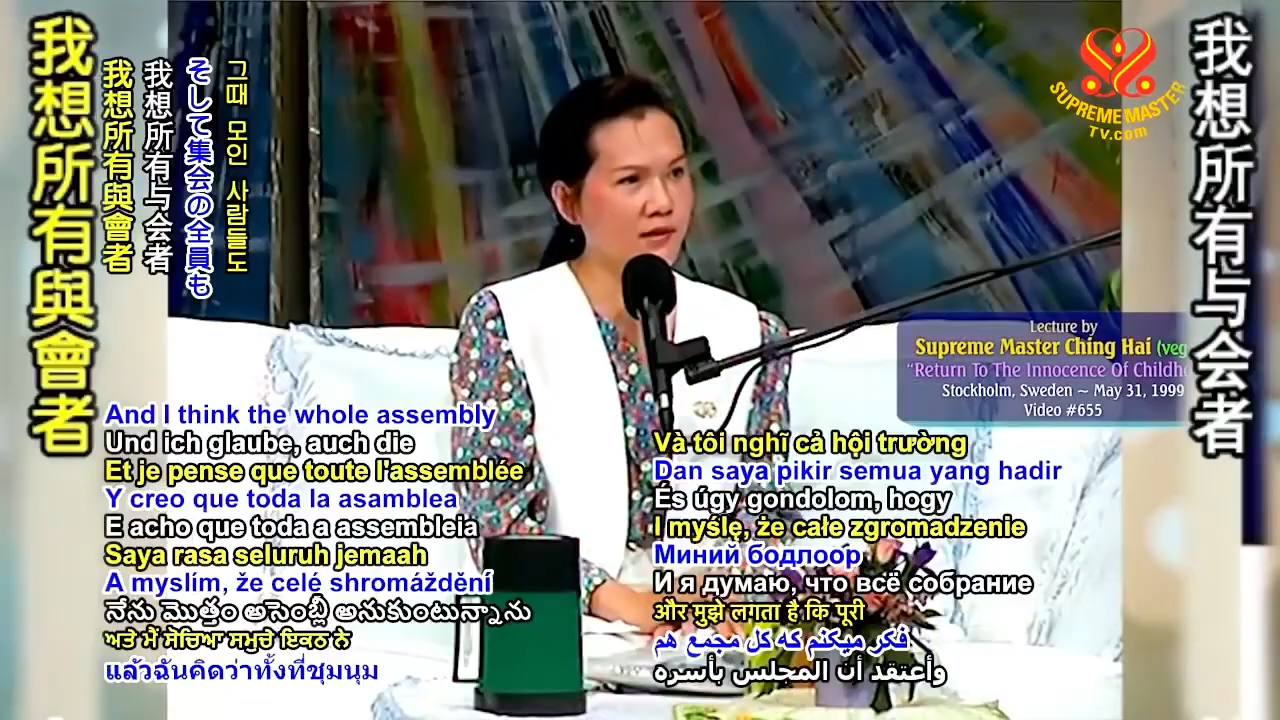 我想所有與會者
我想所有與會者
我想所有与会者
そして集会の全員も
그때 모인 사람들도
SUPREME MASTER
TV.com
我想所有与会者
Lecture by
Supreme Master Ching Hai (veg
“Return To The Innocence Of Childho
Stockholm, Sweden ~ May 31, 1999
Video #655
And I think the whole assembly
Und ich glaube, auch die
Et je pense que toute l'assemblée
Y creo que toda la asamblea
E acho que toda a assembleia
Saya rasa seluruh jemaah
A myslím, že celé shromáždění
నేను మొత్తం అసెంబ్లీ అనుకుంటున్నాను
ਅਤੇ ਮੈਂ ਸੋਚਿਆ ਸਮੁਚੇ ਇਕਠ ਨੇ
แล้วฉันคิดว่าทั้งที่ชุมนุม
Và tôi nghĩ cả hội trường
Dan saya pikir semua yang hadir
És úgy gondolom, hogy
I myślę, że całe zgromadzenie
Миний бодлоор
И я думаю, что всё собрание
और मुझे लगता है कि पूरी
فکر میکنم که کل مجمع هم
وأعتقد أن المجلس بأسره